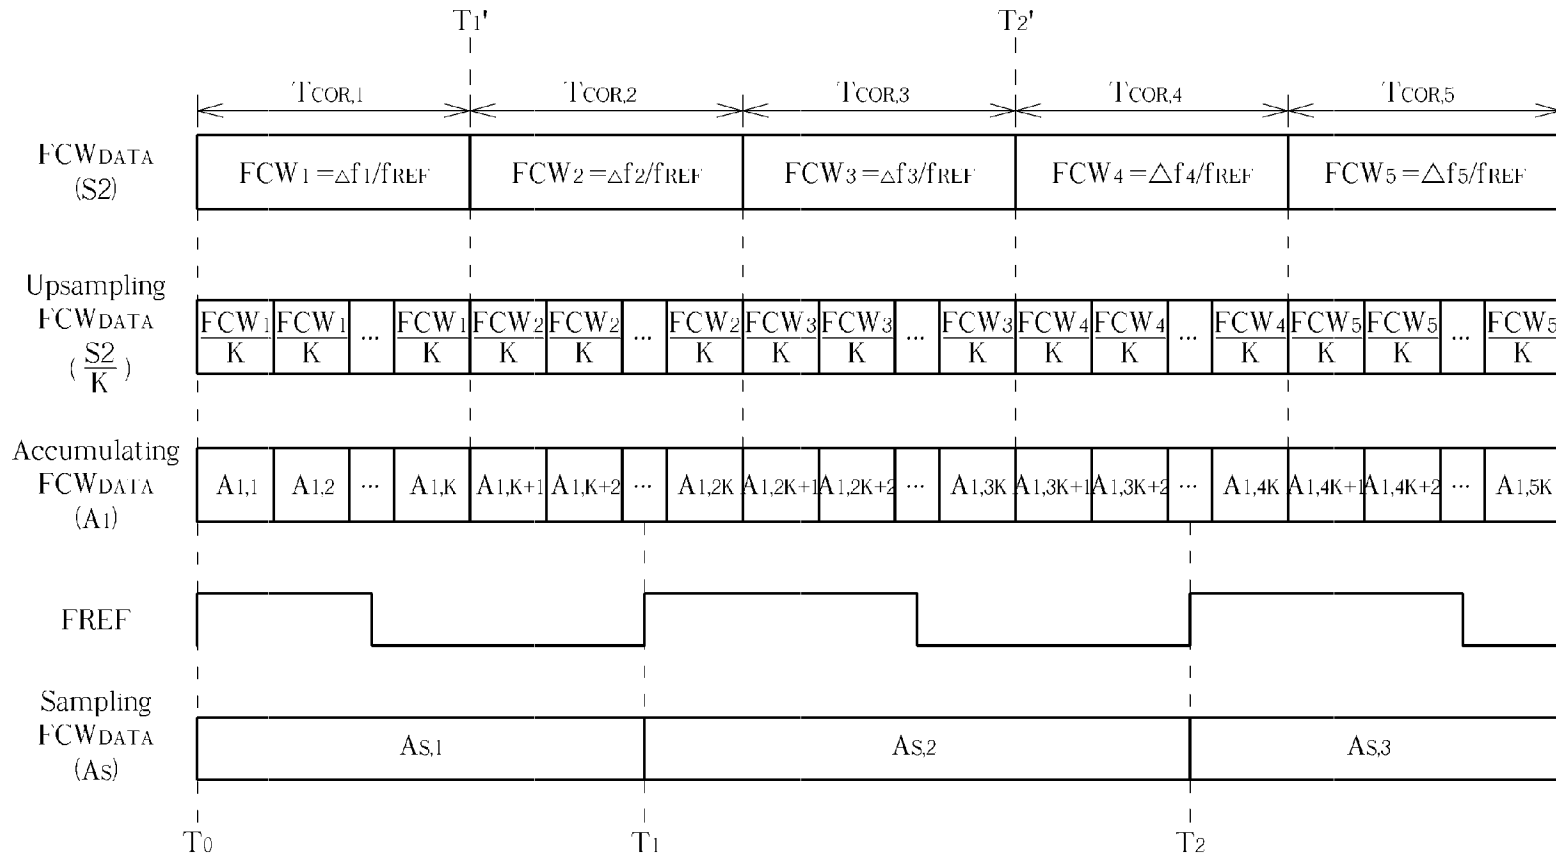 T1' T2'
TCOR,1 TCOR,2 TCOR,3 TCOR,4 TCOR,5
FCWDATA
(S2)
FCW1=△f1/fREF FCW2=△f2/fREF FCW3=△f3/fREF FCW4=△f4/fREF FCW5=△f5/fREF
Upsampling
FCWDATA
(S2/K)
FCW1/K FCW1/K ... FCW1/K FCW2/K FCW2/K ... FCW2/K FCW3/K FCW3/K ... FCW3/K FCW4/K FCW4/K ... FCW4/K FCW5/K FCW5/K ... FCW5/K
Accumulating
FCWDATA
(A1)
A1,1 A1,2 ... A1,K A1,K+1 A1,K+2 ... A1,2K A1,2K+1 A1,2K+2 ... A1,3K A1,3K+1 A1,3K+2 ... A1,4K A1,4K+1 A1,4K+2 ... A1,5K
FREF
Sampling
FCWDATA
(AS)
AS,1 AS,2 AS,3
T0 T1 T2